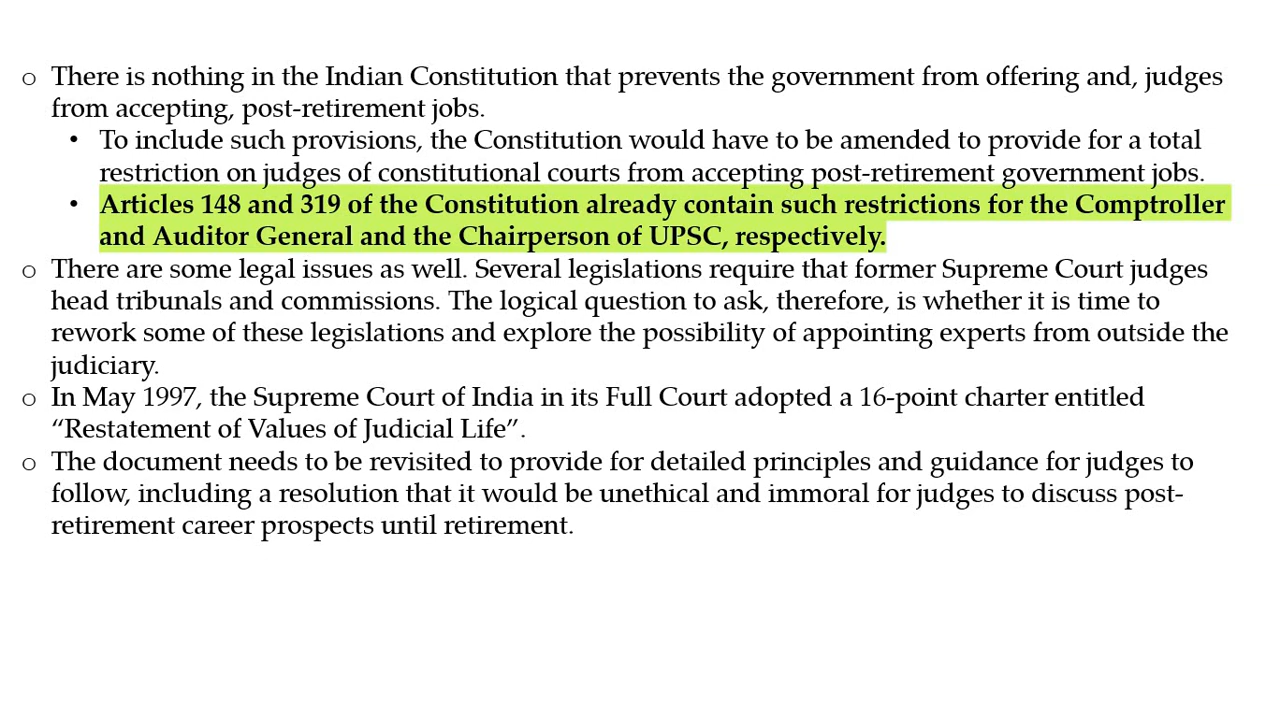 o There is nothing in the Indian Constitution that prevents the government from offering and, judges
from accepting, post-retirement jobs.
• To include such provisions, the Constitution would have to be amended to provide for a total
restriction on judges of constitutional courts from accepting post-retirement government jobs.
• Articles 148 and 319 of the Constitution already contain such restrictions for the Comptroller
and Auditor General and the Chairperson of UPSC, respectively.
o There are some legal issues as well. Several legislations require that former Supreme Court judges
head tribunals and commissions. The logical question to ask, therefore, is whether it is time to
rework some of these legislations and explore the possibility of appointing experts from outside the
judiciary.
o In May 1997, the Supreme Court of India in its Full Court adopted a 16-point charter entitled
“Restatement of Values of Judicial Life”.
o The document needs to be revisited to provide for detailed principles and guidance for judges to
follow, including a resolution that it would be unethical and immoral for judges to discuss post-
retirement career prospects until retirement.